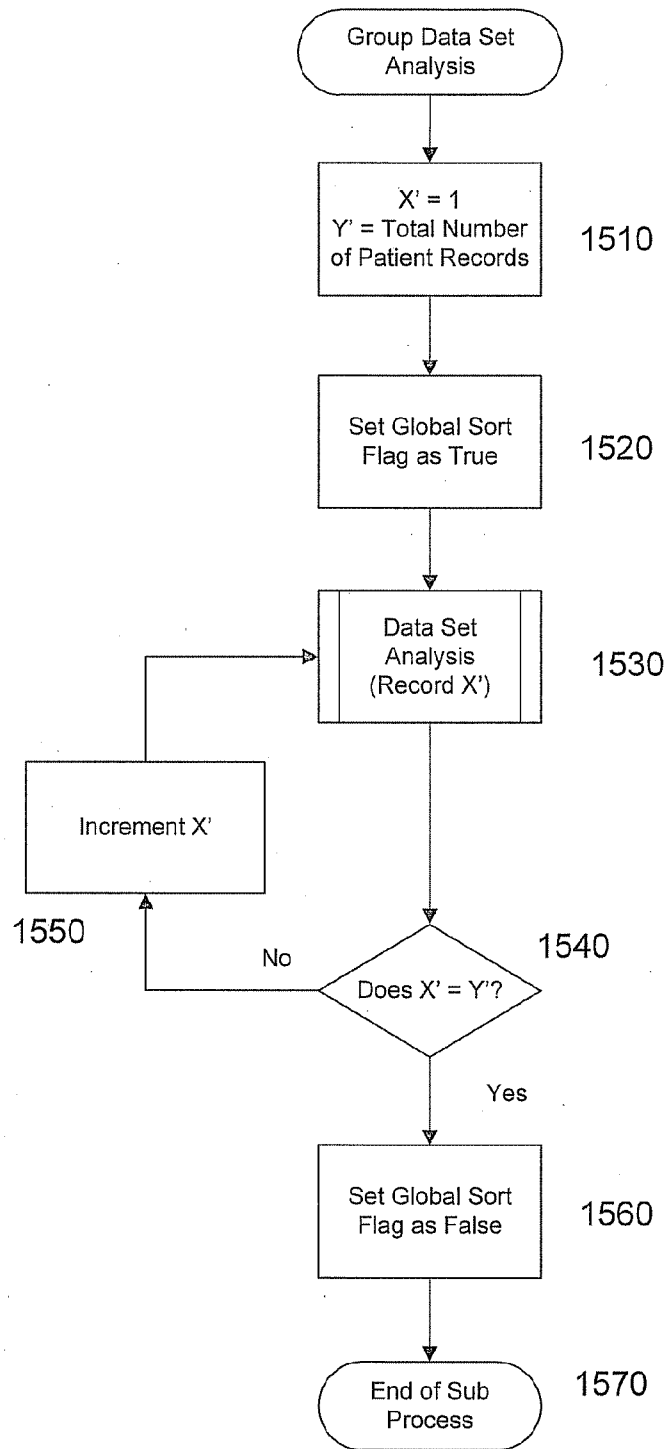 Group Data Set
Analysis
X' = 1
Y' = Total Number
of Patient Records
1510
Set Global Sort
Flag as True
1520
Data Set
Analysis
(Record X')
1530
Increment X'
1550
No
1540
Does X' = Y'?
Yes
Set Global Sort
Flag as False
1560
End of Sub
Process
1570